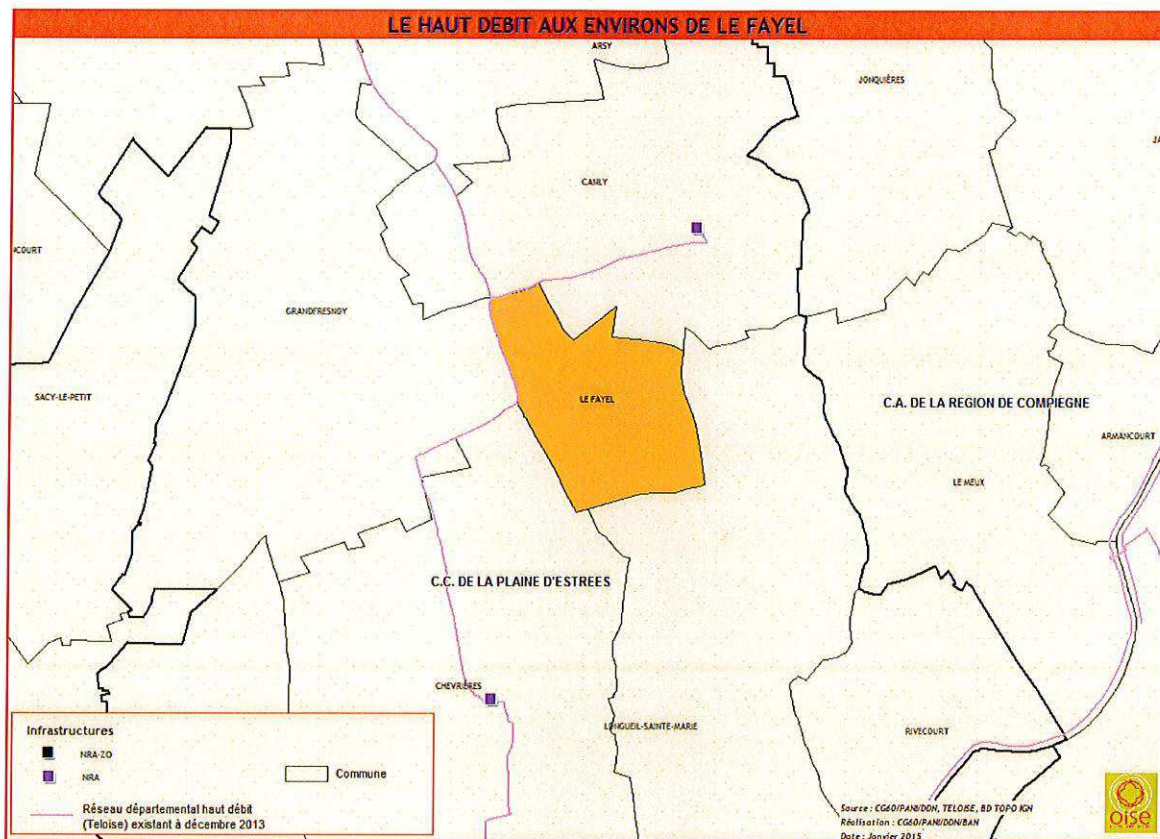 LE HAUT DEBIT AUX ENVIRONS DE LE FAYEL
ARSY
JONQUIÈRES
CANLY
GRANDFRESNOY
SACY-LE-PETIT
LE FAYEL
C.A. DE LA REGION DE COMPIEGNE
ARMANCOURT
LE MEUX
C.C. DE LA PLAINE D'ESTREES
CHEVRIÈRES
LONGUEIL-SAINTE-MARIE
RIVECOURT
Infrastructures
NRA-ZO
NRA
Commune
Réseau départemental haut débit
(Teloise) existant à décembre 2013
Source : CG60/PANI/DDN, TELOISE, BD TOPO IGN
Réalisation : CG60/PANI/DDN/BAN
Date : Janvier 2015
oise